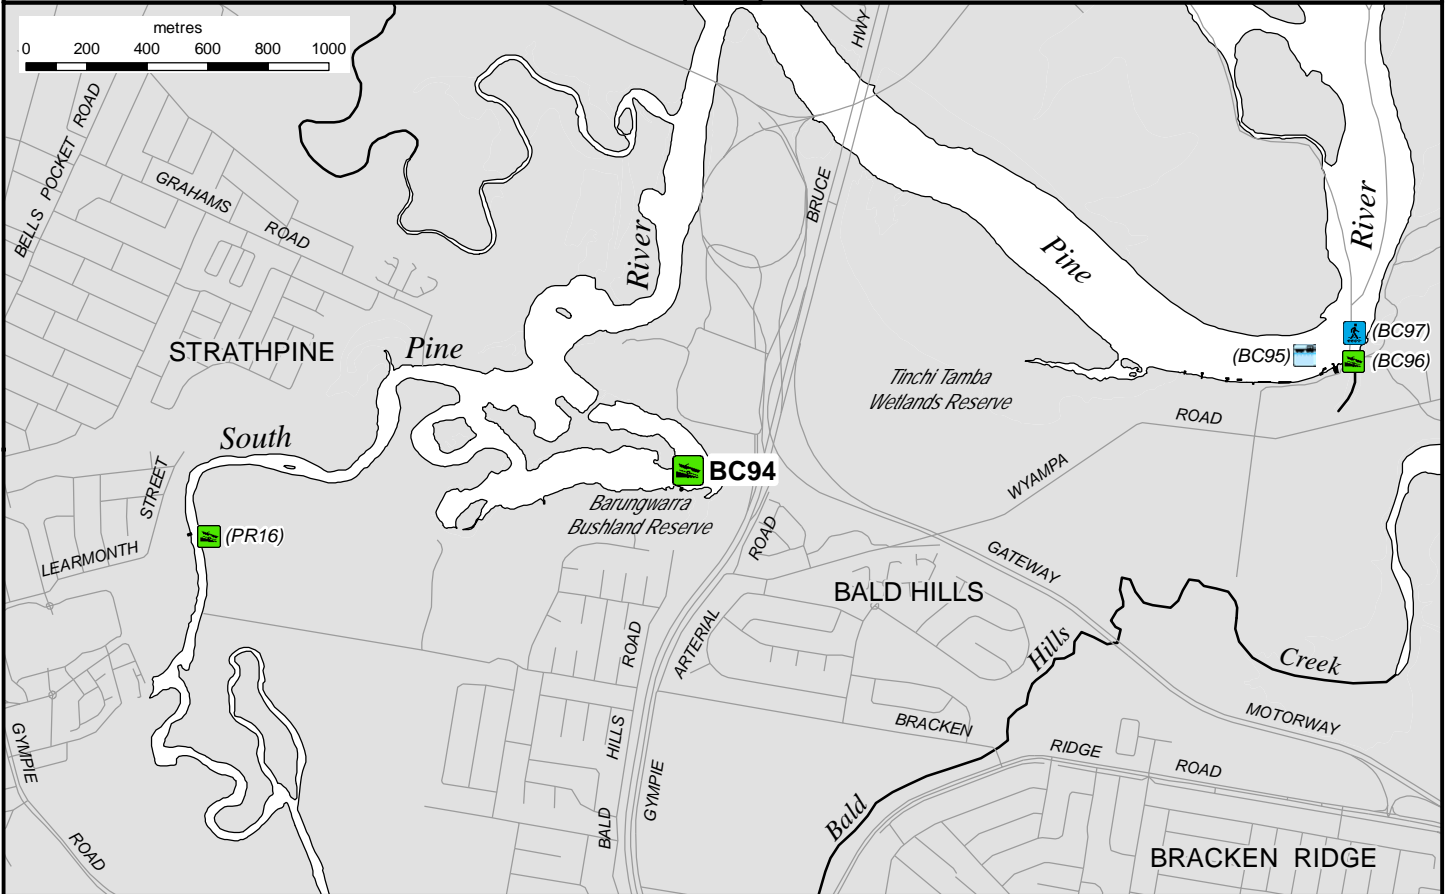 metres
0 200 400 600 800 1000
HWY
BELLS POCKET ROAD
GRAHAMS
ROAD
BRUCE
River
River
Pine
STRATHPINE
Pine
(BC97)
(BC95)
(BC96)
Tinchi Tamba
Wetlands Reserve
ROAD
South
BC94
WYAMPA
STREET
Barungwarra
Bushland Reserve
(PR16)
LEARMONTH
ROAD
GATEWAY
BALD HILLS
ROAD
ARTERIAL
Hills
Creek
BRACKEN
MOTORWAY
GYMPIE
HILLS
RIDGE
ROAD
GYMPIE
BALD
Bald
ROAD
BRACKEN RIDGE